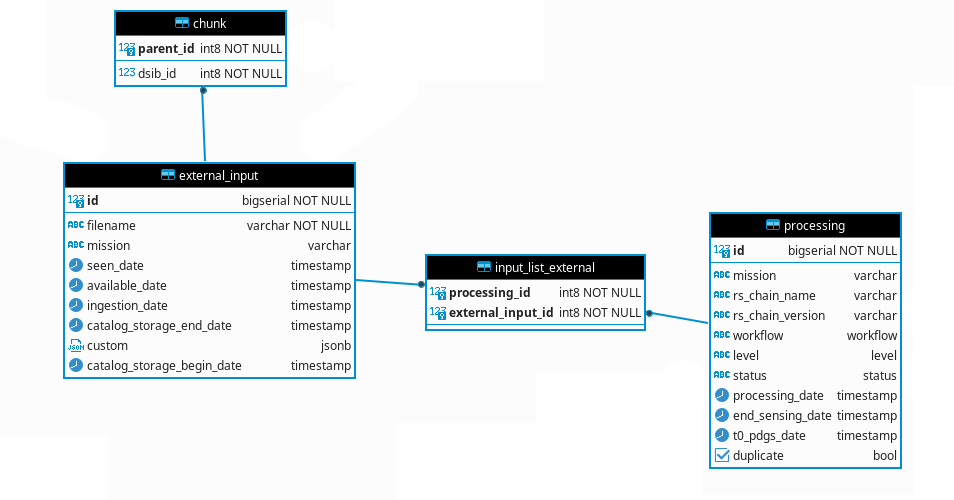 chunk
123 parent_id int8 NOT NULL
123 dsib_id int8 NOT NULL
external_input
123 id bigserial NOT NULL
ABC filename varchar NOT NULL
ABC mission varchar
seen_date timestamp
available_date timestamp
ingestion_date timestamp
catalog_storage_end_date timestamp
JSON custom jsonb
catalog_storage_begin_date timestamp
input_list_external
123 processing_id int8 NOT NULL
123 external_input_id int8 NOT NULL
processing
123 id bigserial NOT NULL
ABC mission varchar
ABC rs_chain_name varchar
ABC rs_chain_version varchar
ABC workflow workflow
ABC level level
ABC status status
processing_date timestamp
end_sensing_date timestamp
t0_pdgs_date timestamp
duplicate bool